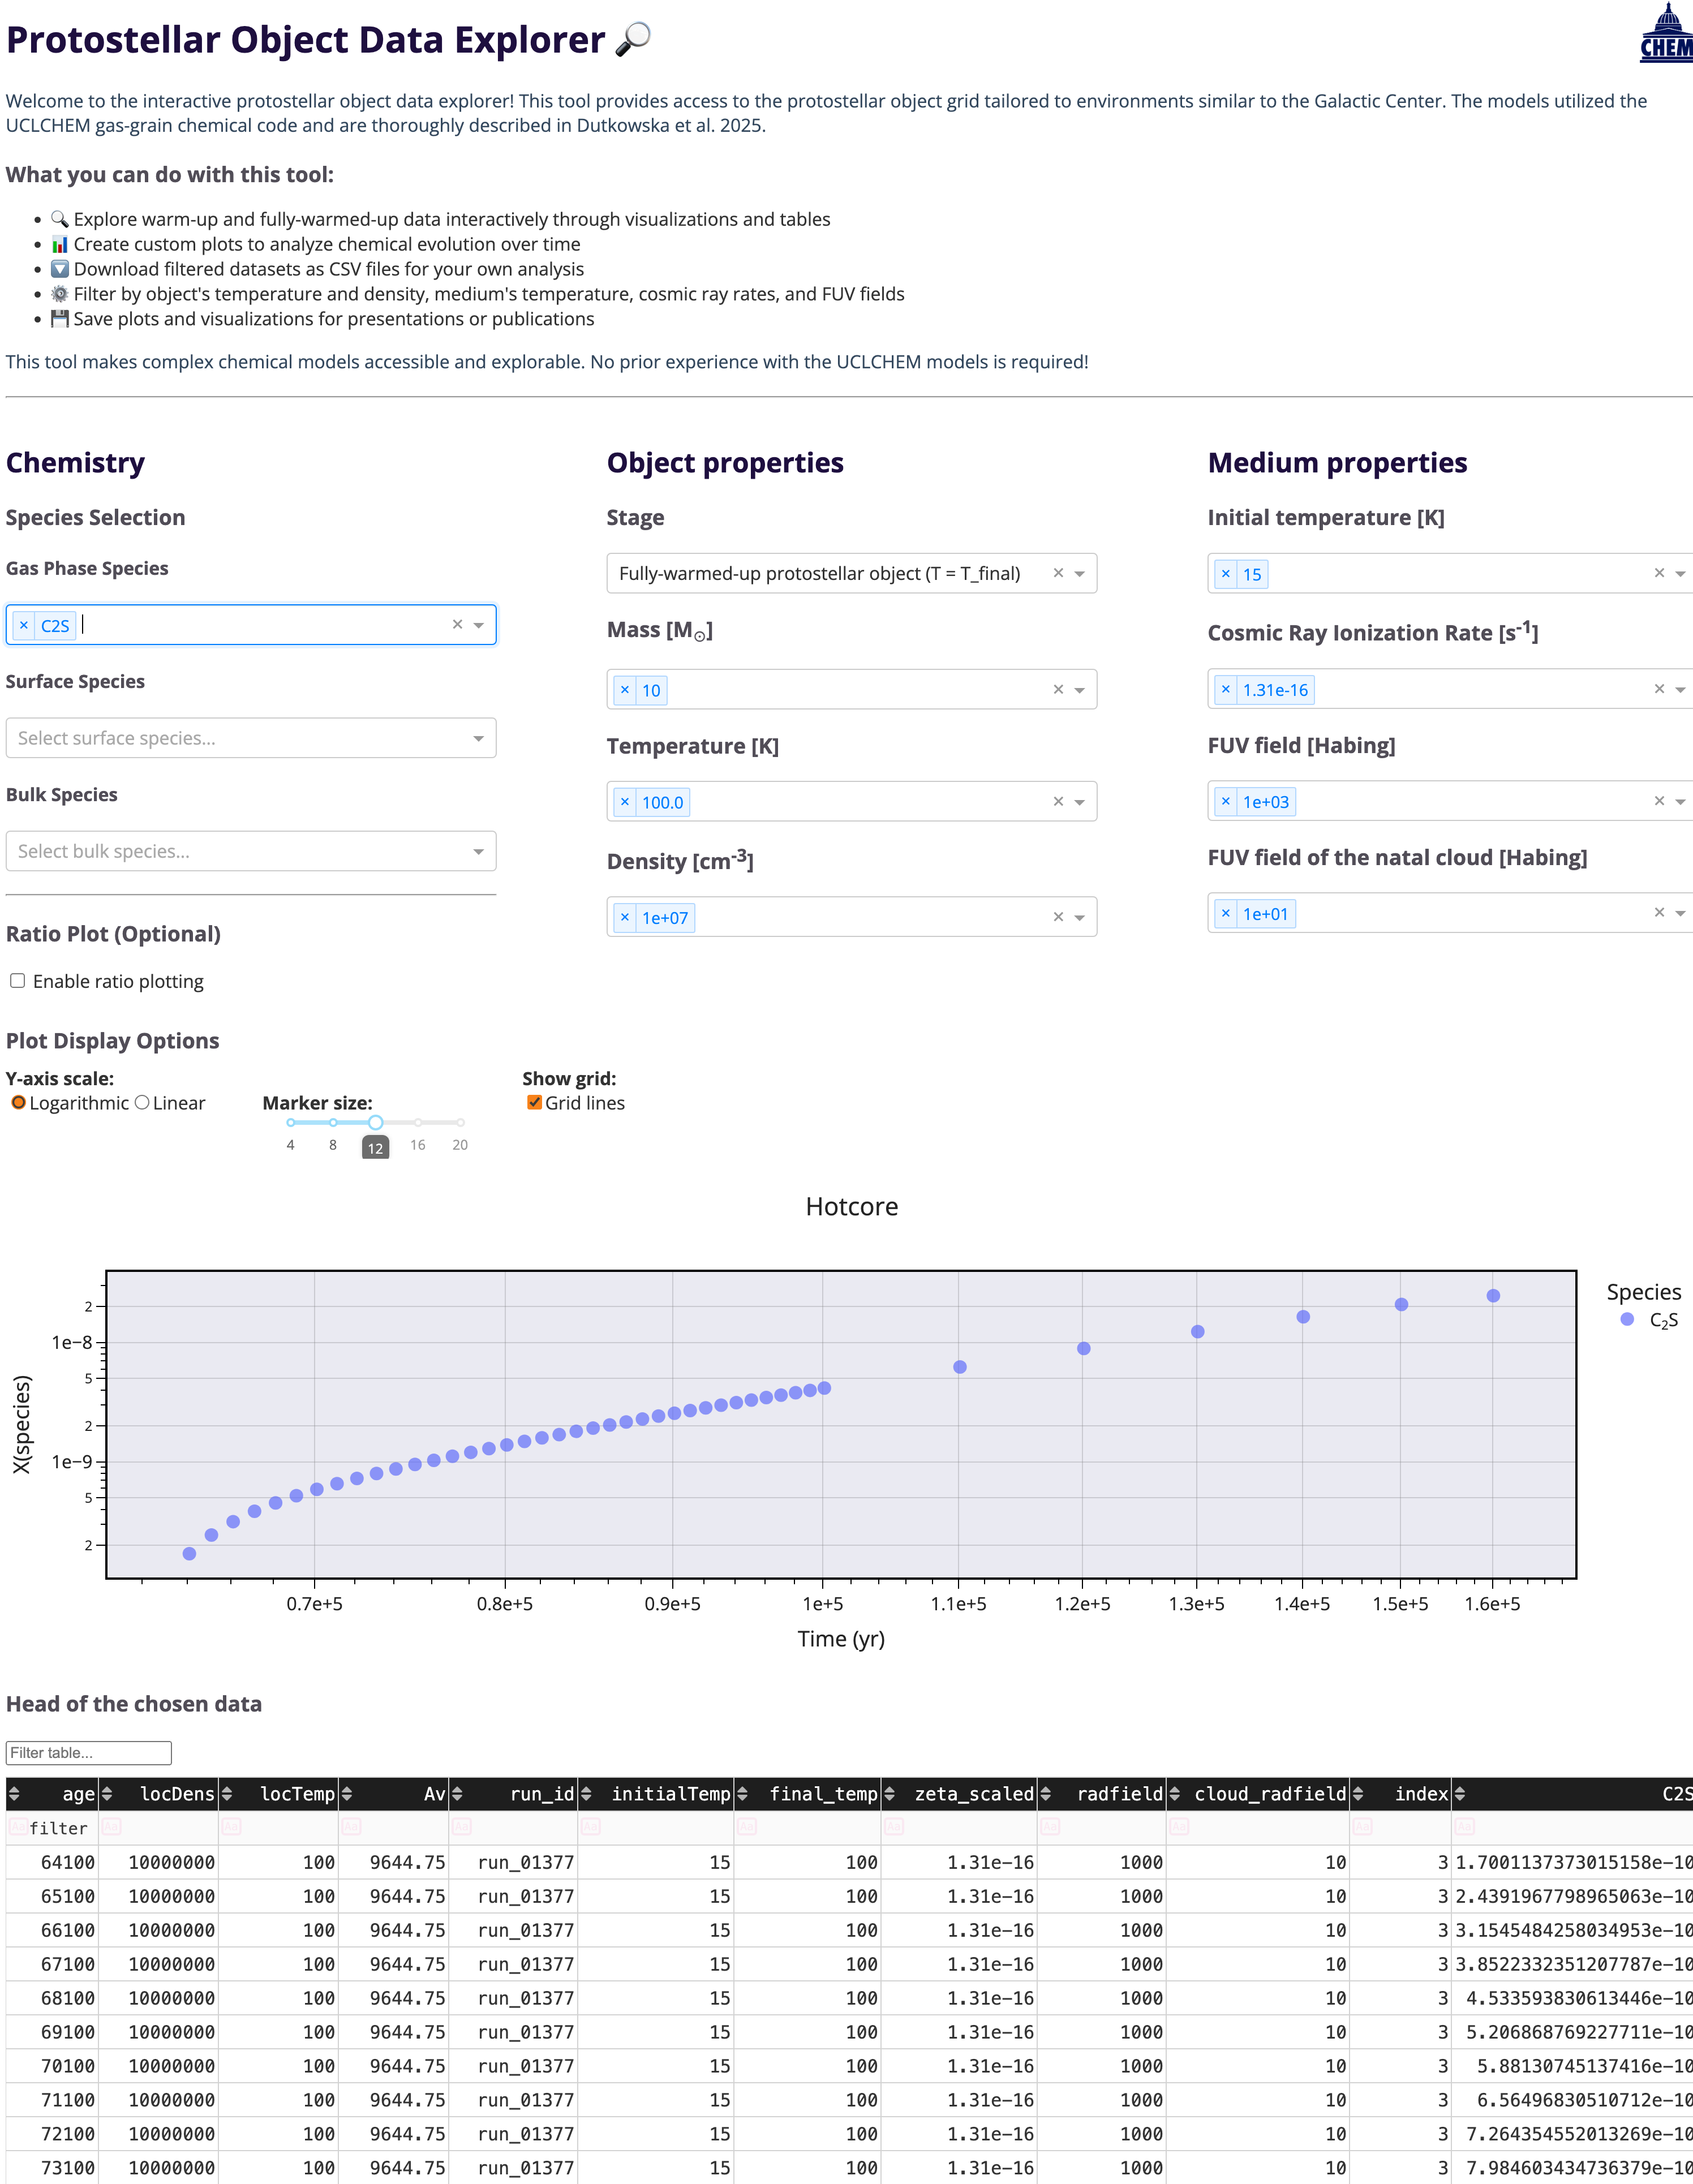 Protostellar Object Data Explorer 🔎
CHEM
Welcome to the interactive protostellar object data explorer! This tool provides access to the protostellar object grid tailored to environments similar to the Galactic Center. The models utilized the
UCLCHEM gas-grain chemical code and are thoroughly described in Dutkowska et al. 2025.
What you can do with this tool:
• 🔍 Explore warm-up and fully-warmed-up data interactively through visualizations and tables
• 📊 Create custom plots to analyze chemical evolution over time
• 🔽 Download filtered datasets as CSV files for your own analysis
• ⚙️ Filter by object's temperature and density, medium's temperature, cosmic ray rates, and FUV fields
• 💾 Save plots and visualizations for presentations or publications
This tool makes complex chemical models accessible and explorable. No prior experience with the UCLCHEM models is required!
Chemistry
Species Selection
Gas Phase Species
× C2S ×
Surface Species
Select surface species...
Bulk Species
Select bulk species...
Ratio Plot (Optional)
Enable ratio plotting
Object properties
Stage
Fully-warmed-up protostellar object (T = T_final) ×
Mass [M☉]
× 10 ×
Temperature [K]
× 100.0 ×
Density [cm⁻³]
× 1e+07 ×
Medium properties
Initial temperature [K]
× 15 ×
Cosmic Ray Ionization Rate [s⁻¹]
× 1.31e-16 ×
FUV field [Habing]
× 1e+03 ×
FUV field of the natal cloud [Habing]
× 1e+01 ×
Plot Display Options
Y-axis scale:
Logarithmic Linear
Marker size:
4 8 12 16 20
Show grid:
Grid lines
Hotcore
2
1e−8
5
2
1e−9
5
2
X(species)
0.7e+5 0.8e+5 0.9e+5 1e+5 1.1e+5 1.2e+5 1.3e+5 1.4e+5 1.5e+5 1.6e+5
Time (yr)
Species
C₂S
Head of the chosen data
Filter table...
age locDens locTemp Av run_id initialTemp final_temp zeta_scaled radfield cloud_radfield index C2S
Aa filter Aa Aa Aa Aa Aa Aa Aa Aa Aa Aa Aa
64100 10000000 100 9644.75 run_01377 15 100 1.31e-16 1000 10 3 1.7001137373015158e-10
65100 10000000 100 9644.75 run_01377 15 100 1.31e-16 1000 10 3 2.4391967798965063e-10
66100 10000000 100 9644.75 run_01377 15 100 1.31e-16 1000 10 3 3.1545484258034953e-10
67100 10000000 100 9644.75 run_01377 15 100 1.31e-16 1000 10 3 3.8522332351207787e-10
68100 10000000 100 9644.75 run_01377 15 100 1.31e-16 1000 10 3 4.533593830613446e-10
69100 10000000 100 9644.75 run_01377 15 100 1.31e-16 1000 10 3 5.206868769227711e-10
70100 10000000 100 9644.75 run_01377 15 100 1.31e-16 1000 10 3 5.88130745137416e-10
71100 10000000 100 9644.75 run_01377 15 100 1.31e-16 1000 10 3 6.56496830510712e-10
72100 10000000 100 9644.75 run_01377 15 100 1.31e-16 1000 10 3 7.264354552013269e-10
73100 10000000 100 9644.75 run_01377 15 100 1.31e-16 1000 10 3 7.984603434736379e-10